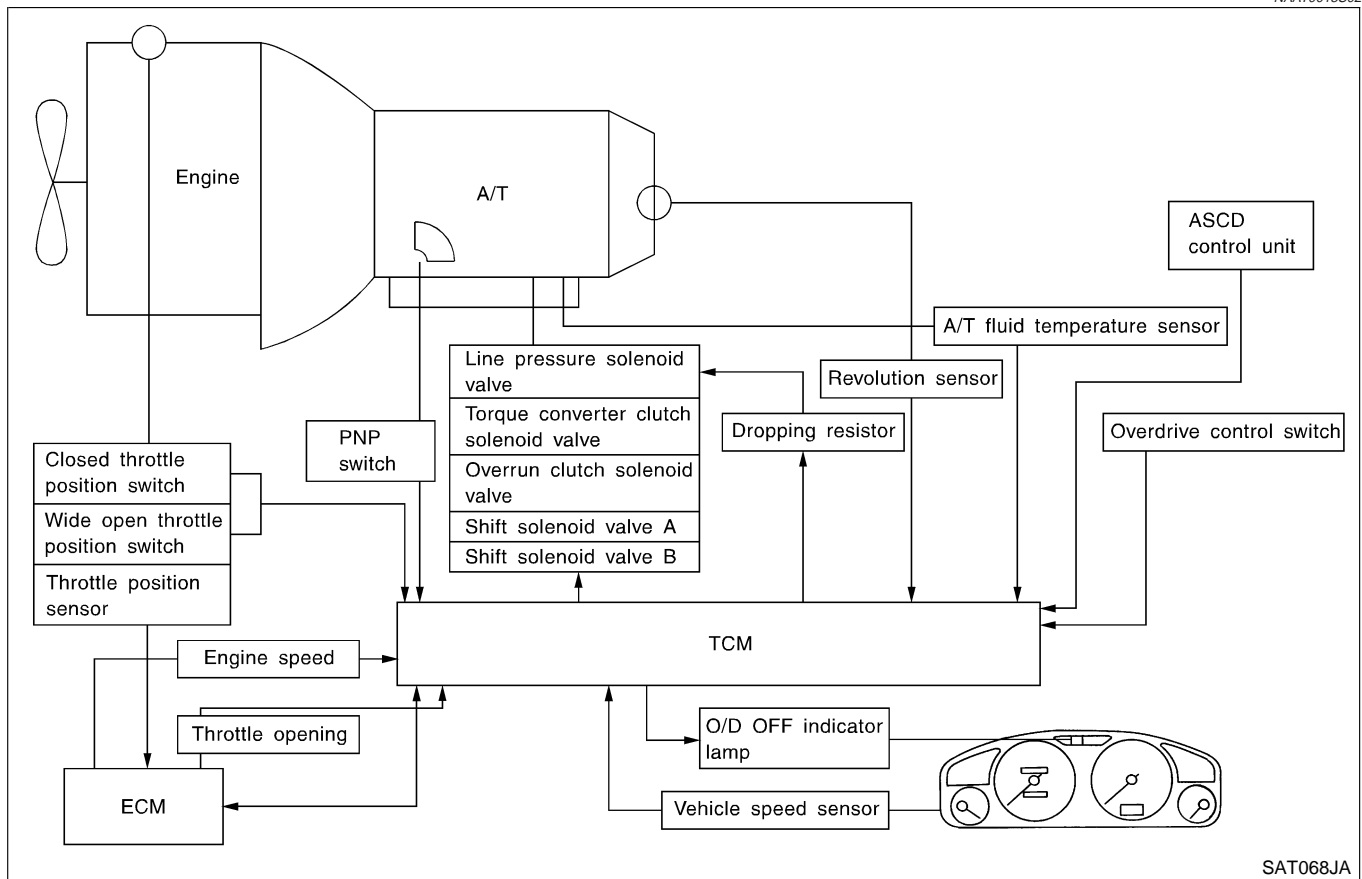 Engine
A/T
ASCD
control unit
A/T fluid temperature sensor
Line pressure solenoid
valve
Revolution sensor
Torque converter clutch
solenoid valve
Dropping resistor
Overdrive control switch
PNP
switch
Closed throttle
position switch
Overrun clutch solenoid
valve
Wide open throttle
position switch
Shift solenoid valve A
Shift solenoid valve B
Throttle position
sensor
TCM
Engine speed
Throttle opening
O/D OFF indicator
lamp
ECM
Vehicle speed sensor
SAT068JA